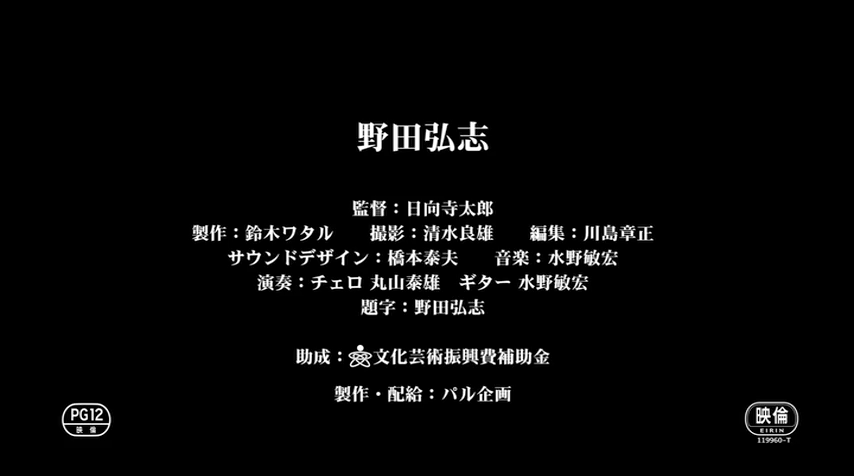 野田弘志
監督：日向寺太郎
製作：鈴木ワタル　　撮影：清水良雄　　編集：川島章正
サウンドデザイン：橋本泰夫　　音楽：水野敏宏
演奏：チェロ 丸山泰雄　ギター 水野敏宏
題字：野田弘志
助成：文化芸術振興費補助金
製作・配給：パル企画
PG12
映倫
映倫
EIRIN
119960-T